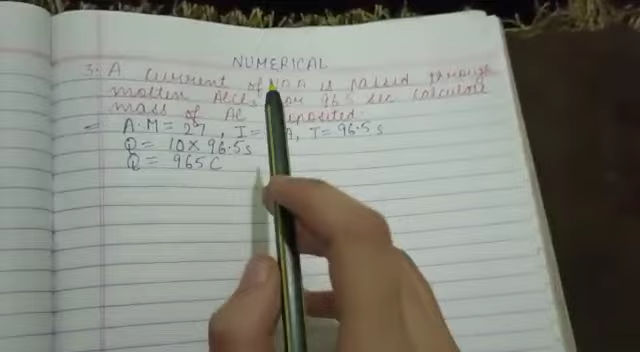 NUMERICAL
3. A current of 10A is passed through
molten AlCl3 for 96.5 sec calculate
mass of Al deposited.
= A.M = 27, I = A, T = 96.5 s
Q = 10 × 96.5 s
Q = 965 C